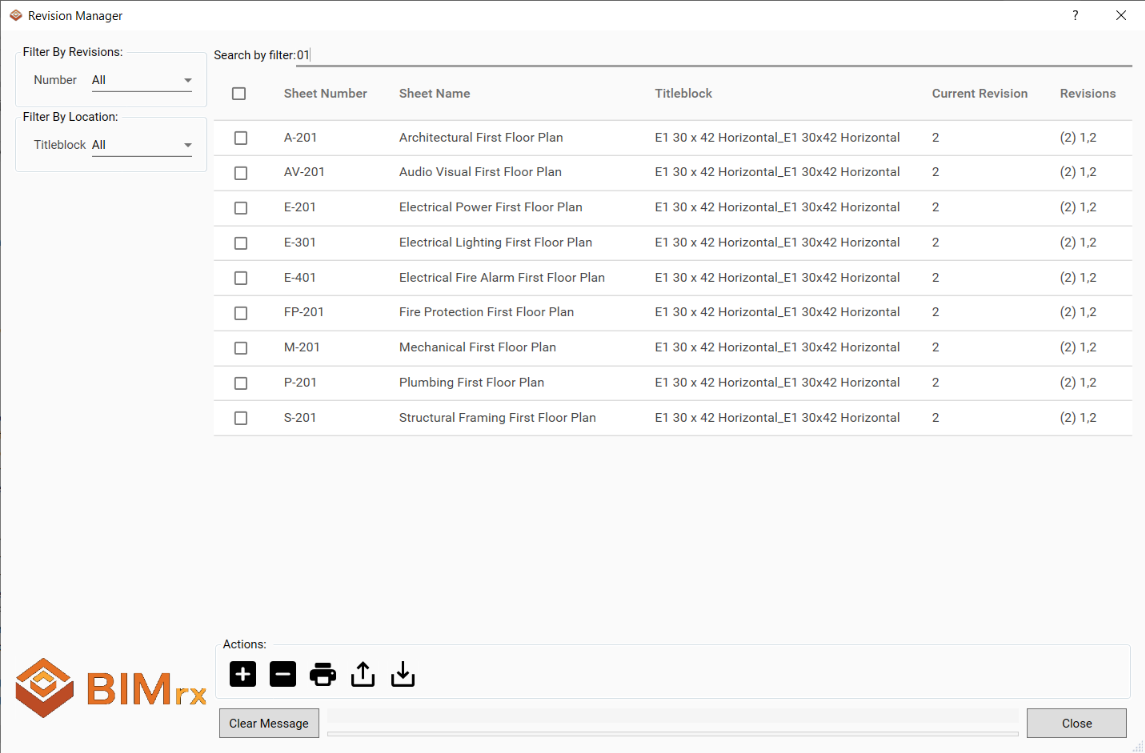 Revision Manager ?
Filter By Revisions:
Number All
Filter By Location:
Titleblock All
Search by filter:01
Sheet Number Sheet Name Titleblock Current Revision Revisions
A-201 Architectural First Floor Plan E1 30 x 42 Horizontal_E1 30x42 Horizontal 2 (2) 1,2
AV-201 Audio Visual First Floor Plan E1 30 x 42 Horizontal_E1 30x42 Horizontal 2 (2) 1,2
E-201 Electrical Power First Floor Plan E1 30 x 42 Horizontal_E1 30x42 Horizontal 2 (2) 1,2
E-301 Electrical Lighting First Floor Plan E1 30 x 42 Horizontal_E1 30x42 Horizontal 2 (2) 1,2
E-401 Electrical Fire Alarm First Floor Plan E1 30 x 42 Horizontal_E1 30x42 Horizontal 2 (2) 1,2
FP-201 Fire Protection First Floor Plan E1 30 x 42 Horizontal_E1 30x42 Horizontal 2 (2) 1,2
M-201 Mechanical First Floor Plan E1 30 x 42 Horizontal_E1 30x42 Horizontal 2 (2) 1,2
P-201 Plumbing First Floor Plan E1 30 x 42 Horizontal_E1 30x42 Horizontal 2 (2) 1,2
S-201 Structural Framing First Floor Plan E1 30 x 42 Horizontal_E1 30x42 Horizontal 2 (2) 1,2
Actions:
BIMrx
Clear Message Close